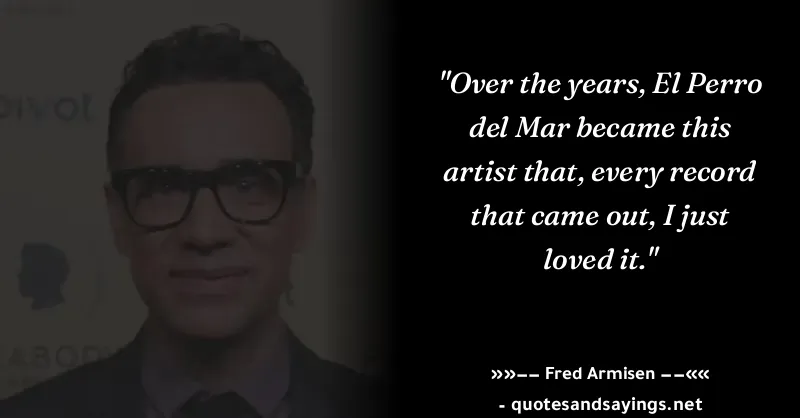 pivot
"Over the years, El Perro
del Mar became this
artist that, every record
that came out, I just
loved it."
»»−− Fred Armisen −−««
- quotesandsayings.net